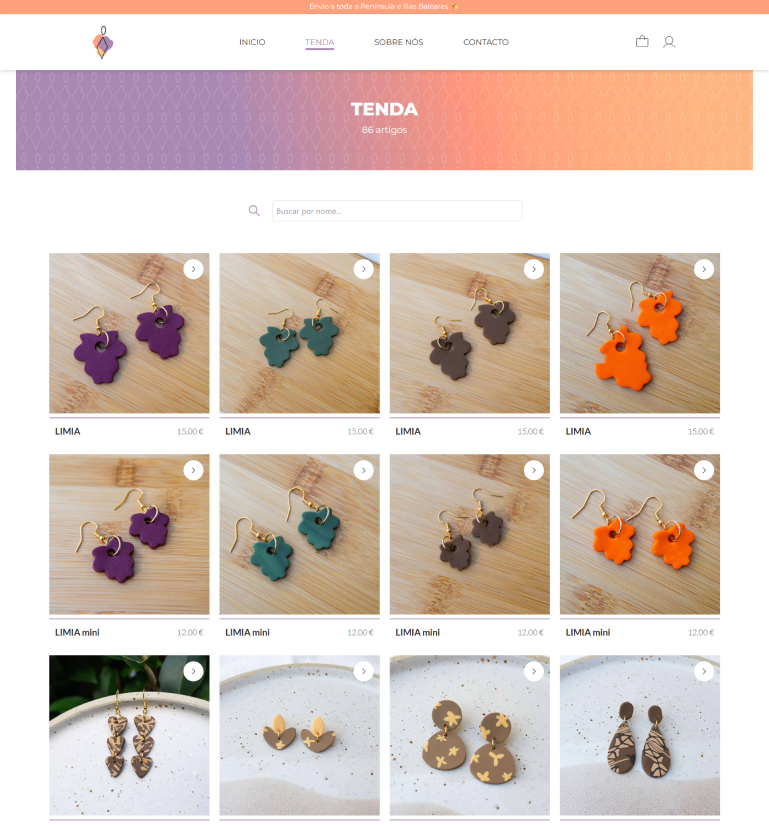 Envío a toda a Península e Illas Baleares
INICIO
TENDA
SOBRE NÓS
CONTACTO
TENDA
86 artigos
Buscar por nome...
LIMIA 15.00 €
LIMIA 15.00 €
LIMIA 15.00 €
LIMIA 15.00 €
LIMIA mini 12.00 €
LIMIA mini 12.00 €
LIMIA mini 12.00 €
LIMIA mini 12.00 €